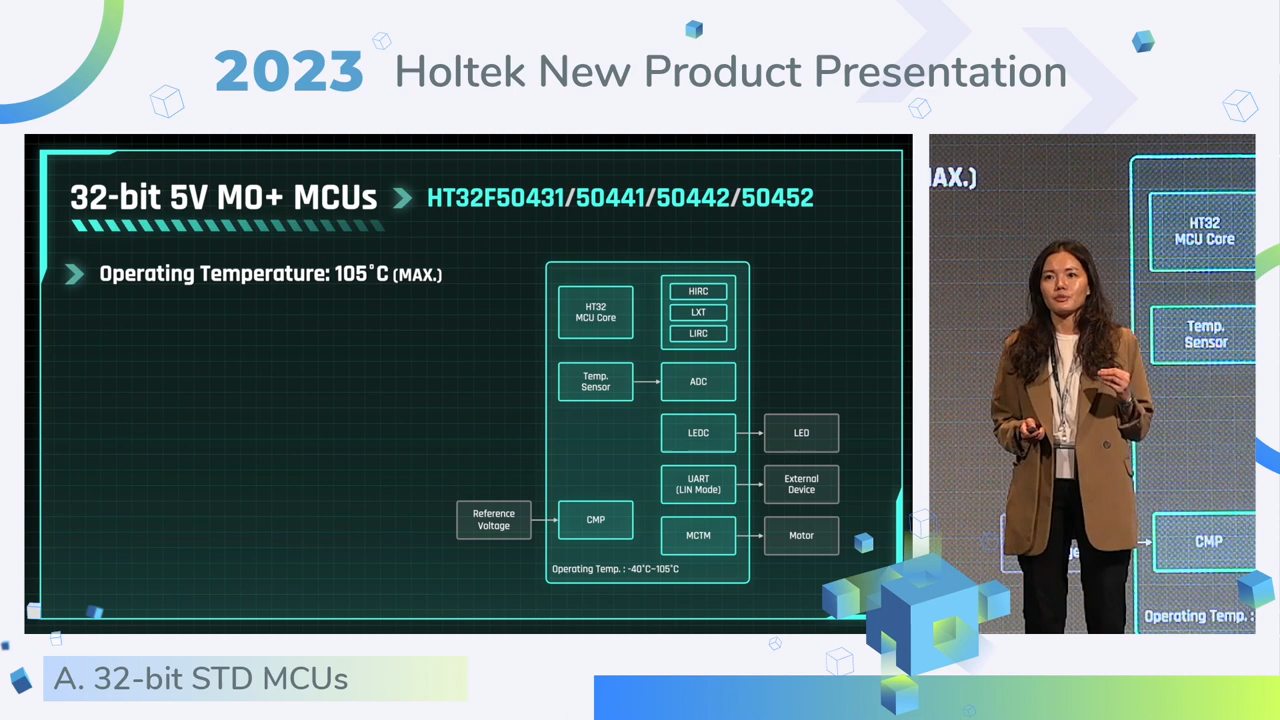 2023 Holtek New Product Presentation
32-bit 5V M0+ MCUs
HT32F50431/50441/50442/50452
Operating Temperature: 105°C (MAX.)
HT32
MCU Core
HIRC
LXT
LIRC
Temp.
Sensor
ADC
LEDC
LED
UART
(LIN Mode)
External
Device
Reference
Voltage
CMP
MCTM
Motor
Operating Temp. : -40°C~105°C
(MAX.)
HT32
MCU Core
Temp.
Sensor
CMP
Operating Temp. :
A. 32-bit STD MCUs